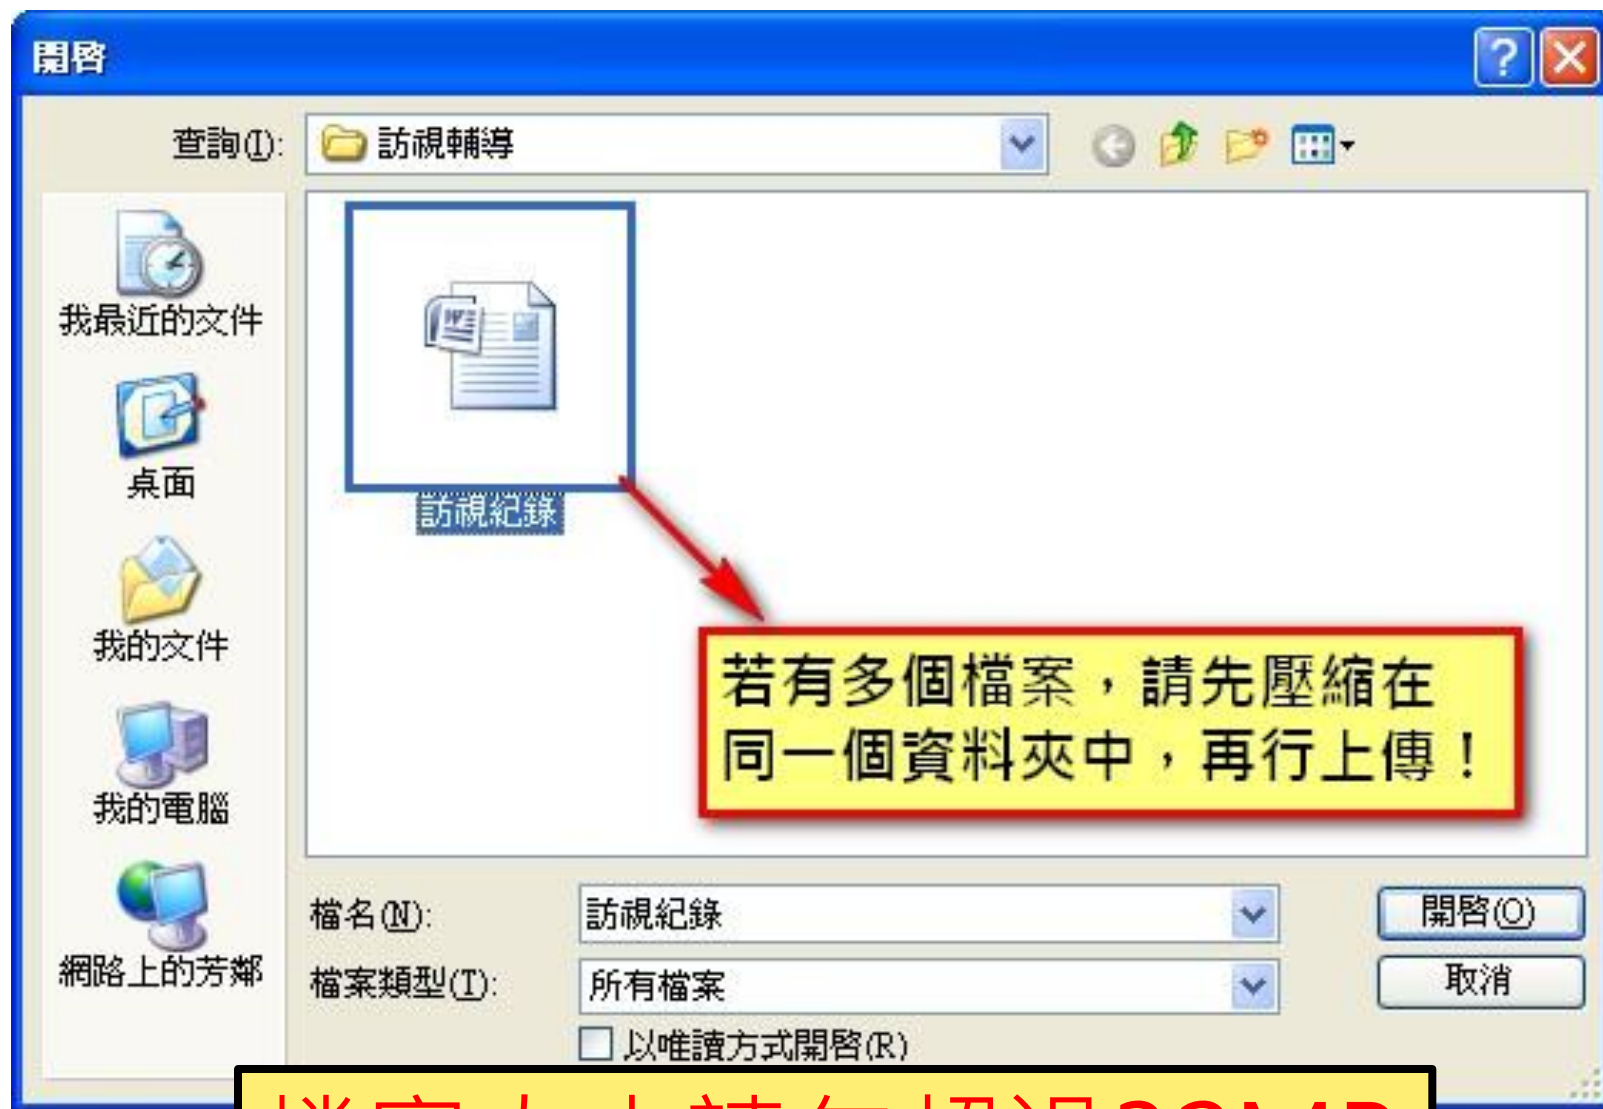 開啓
查詢(I):
訪視輔導
我最近的文件
桌面
我的文件
我的電腦
網路上的芳鄰
訪視紀錄
若有多個檔案，請先壓縮在
同一個資料夾中，再行上傳！
檔名(N):
訪視紀錄
開啓(O)
檔案類型(T):
所有檔案
取消
以唯讀方式開啓(R)